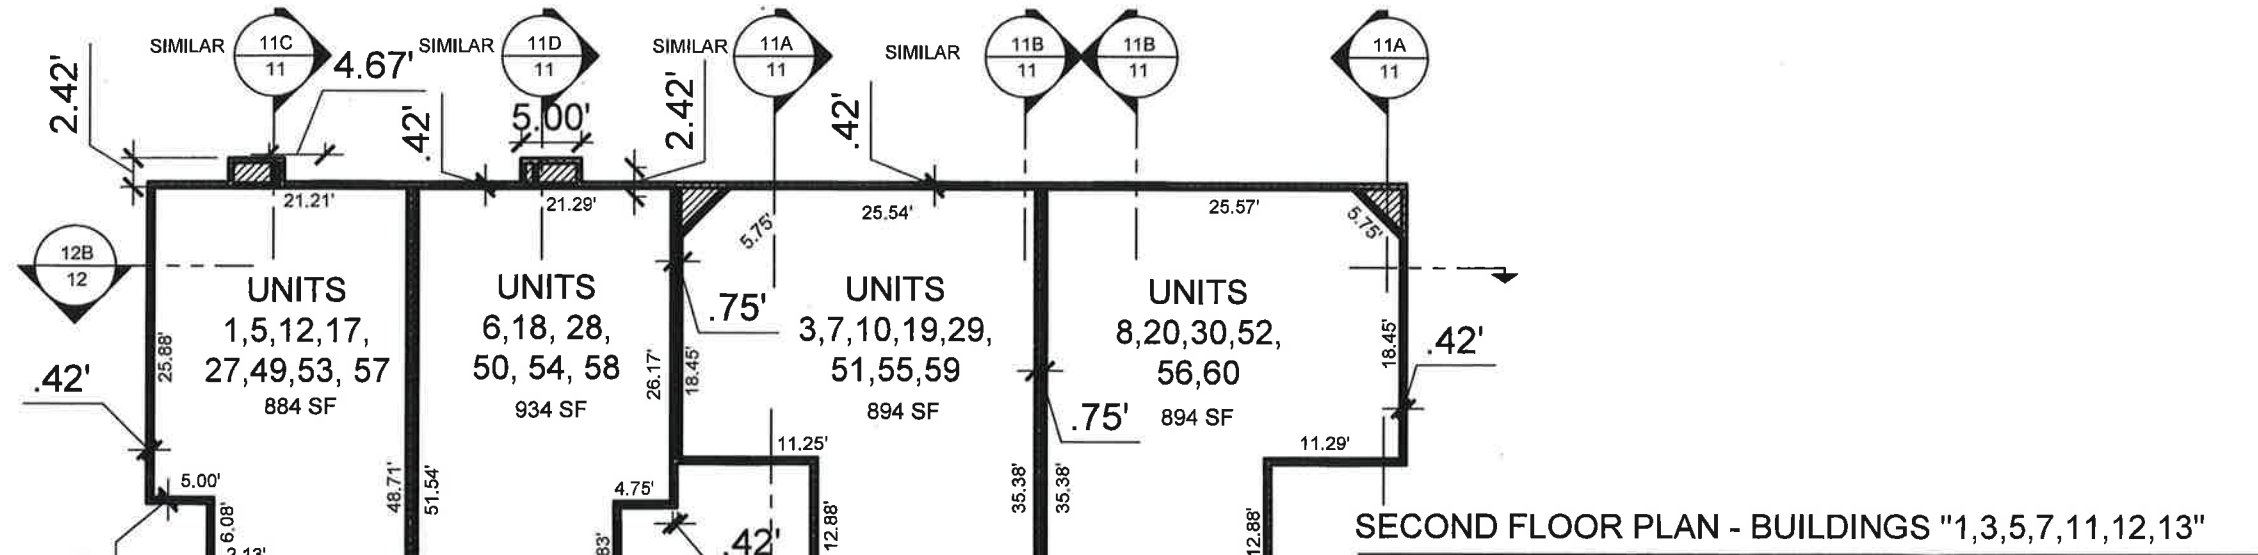 SIMILAR
11C
11
4.67'
SIMILAR
11D
11
SIMILAR
11A
11
SIMILAR
11B
11
11B
11
11A
11
2.42'
.42'
5.00'
2.42'
.42'
21.21'
21.29'
5.75'
25.54'
25.57'
5.75'
12B
12
UNITS
1,5,12,17,
27,49,53, 57
884 SF
UNITS
6,18, 28,
50, 54, 58
934 SF
.75'
UNITS
3,7,10,19,29,
51,55,59
894 SF
UNITS
8,20,30,52,
56,60
894 SF
.75'
25.88'
26.17'
18.45'
18.45'
.42'
.42'
11.25'
11.29'
5.00'
6.08'
2.13'
48.71'
51.54'
4.75'
83'
.42'
12.88'
35.38'
35.38'
12.88'
SECOND FLOOR PLAN - BUILDINGS "1,3,5,7,11,12,13"